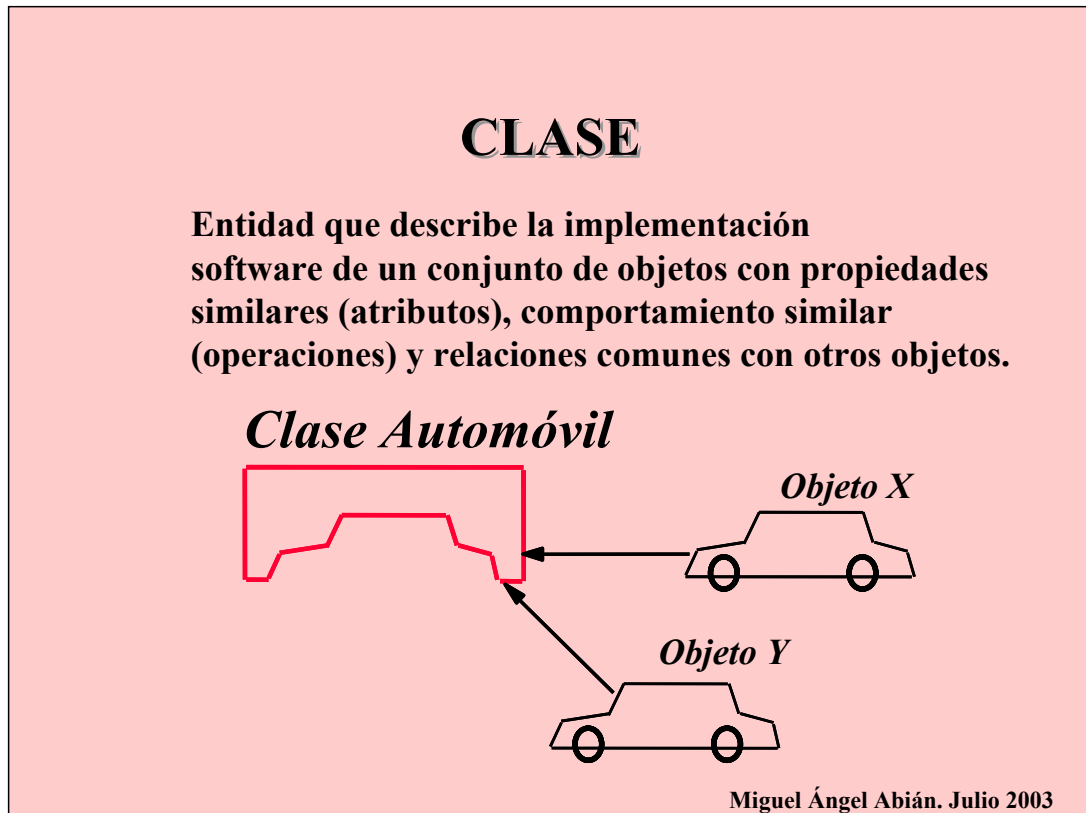 CLASE
Entidad que describe la implementación
software de un conjunto de objetos con propiedades
similares (atributos), comportamiento similar
(operaciones) y relaciones comunes con otros objetos.
Clase Automóvil
Objeto X
Objeto Y
Miguel Ángel Abián. Julio 2003